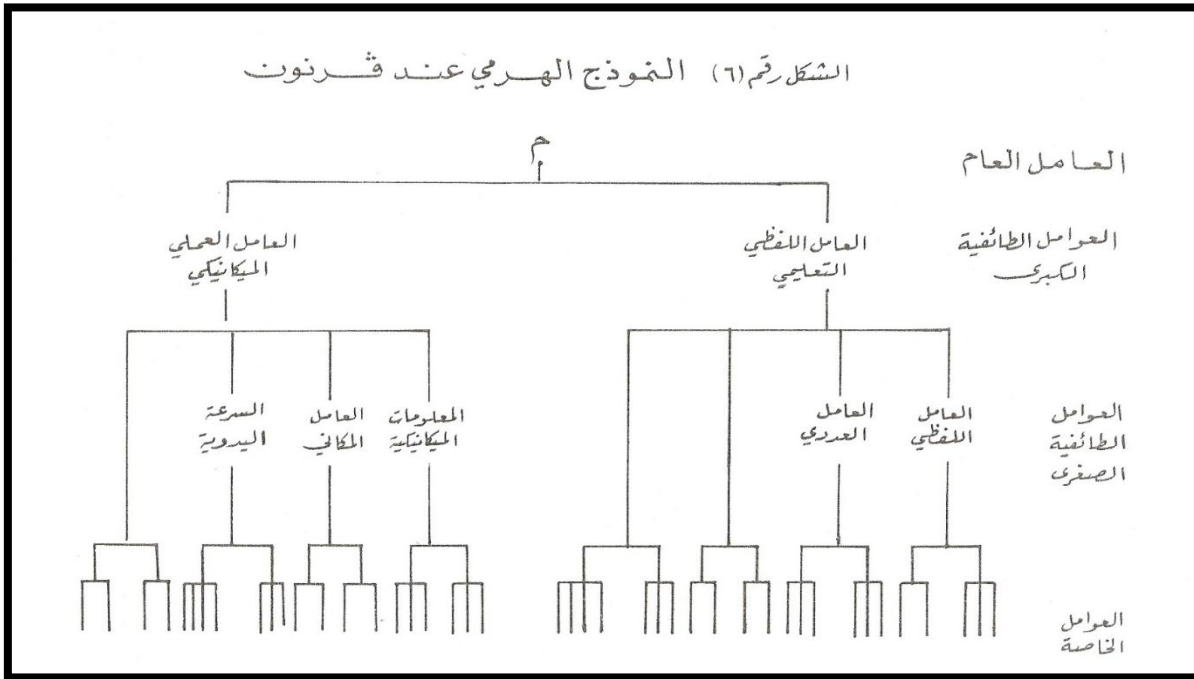 الشكل رقم (٦) النموذج الهرمي عند ڤرنون
م
العامل العام
العوامل الطائفية
الكبرى
العامل اللفظي
التعليمي
العامل العملي
الميكانيكي
العوامل
الطائفية
الصغرى
العامل
اللفظي
العامل
العددي
المعلومات
الميكانيكية
العامل
المكاني
السرعة
اليدوية
العوامل
الخاصة